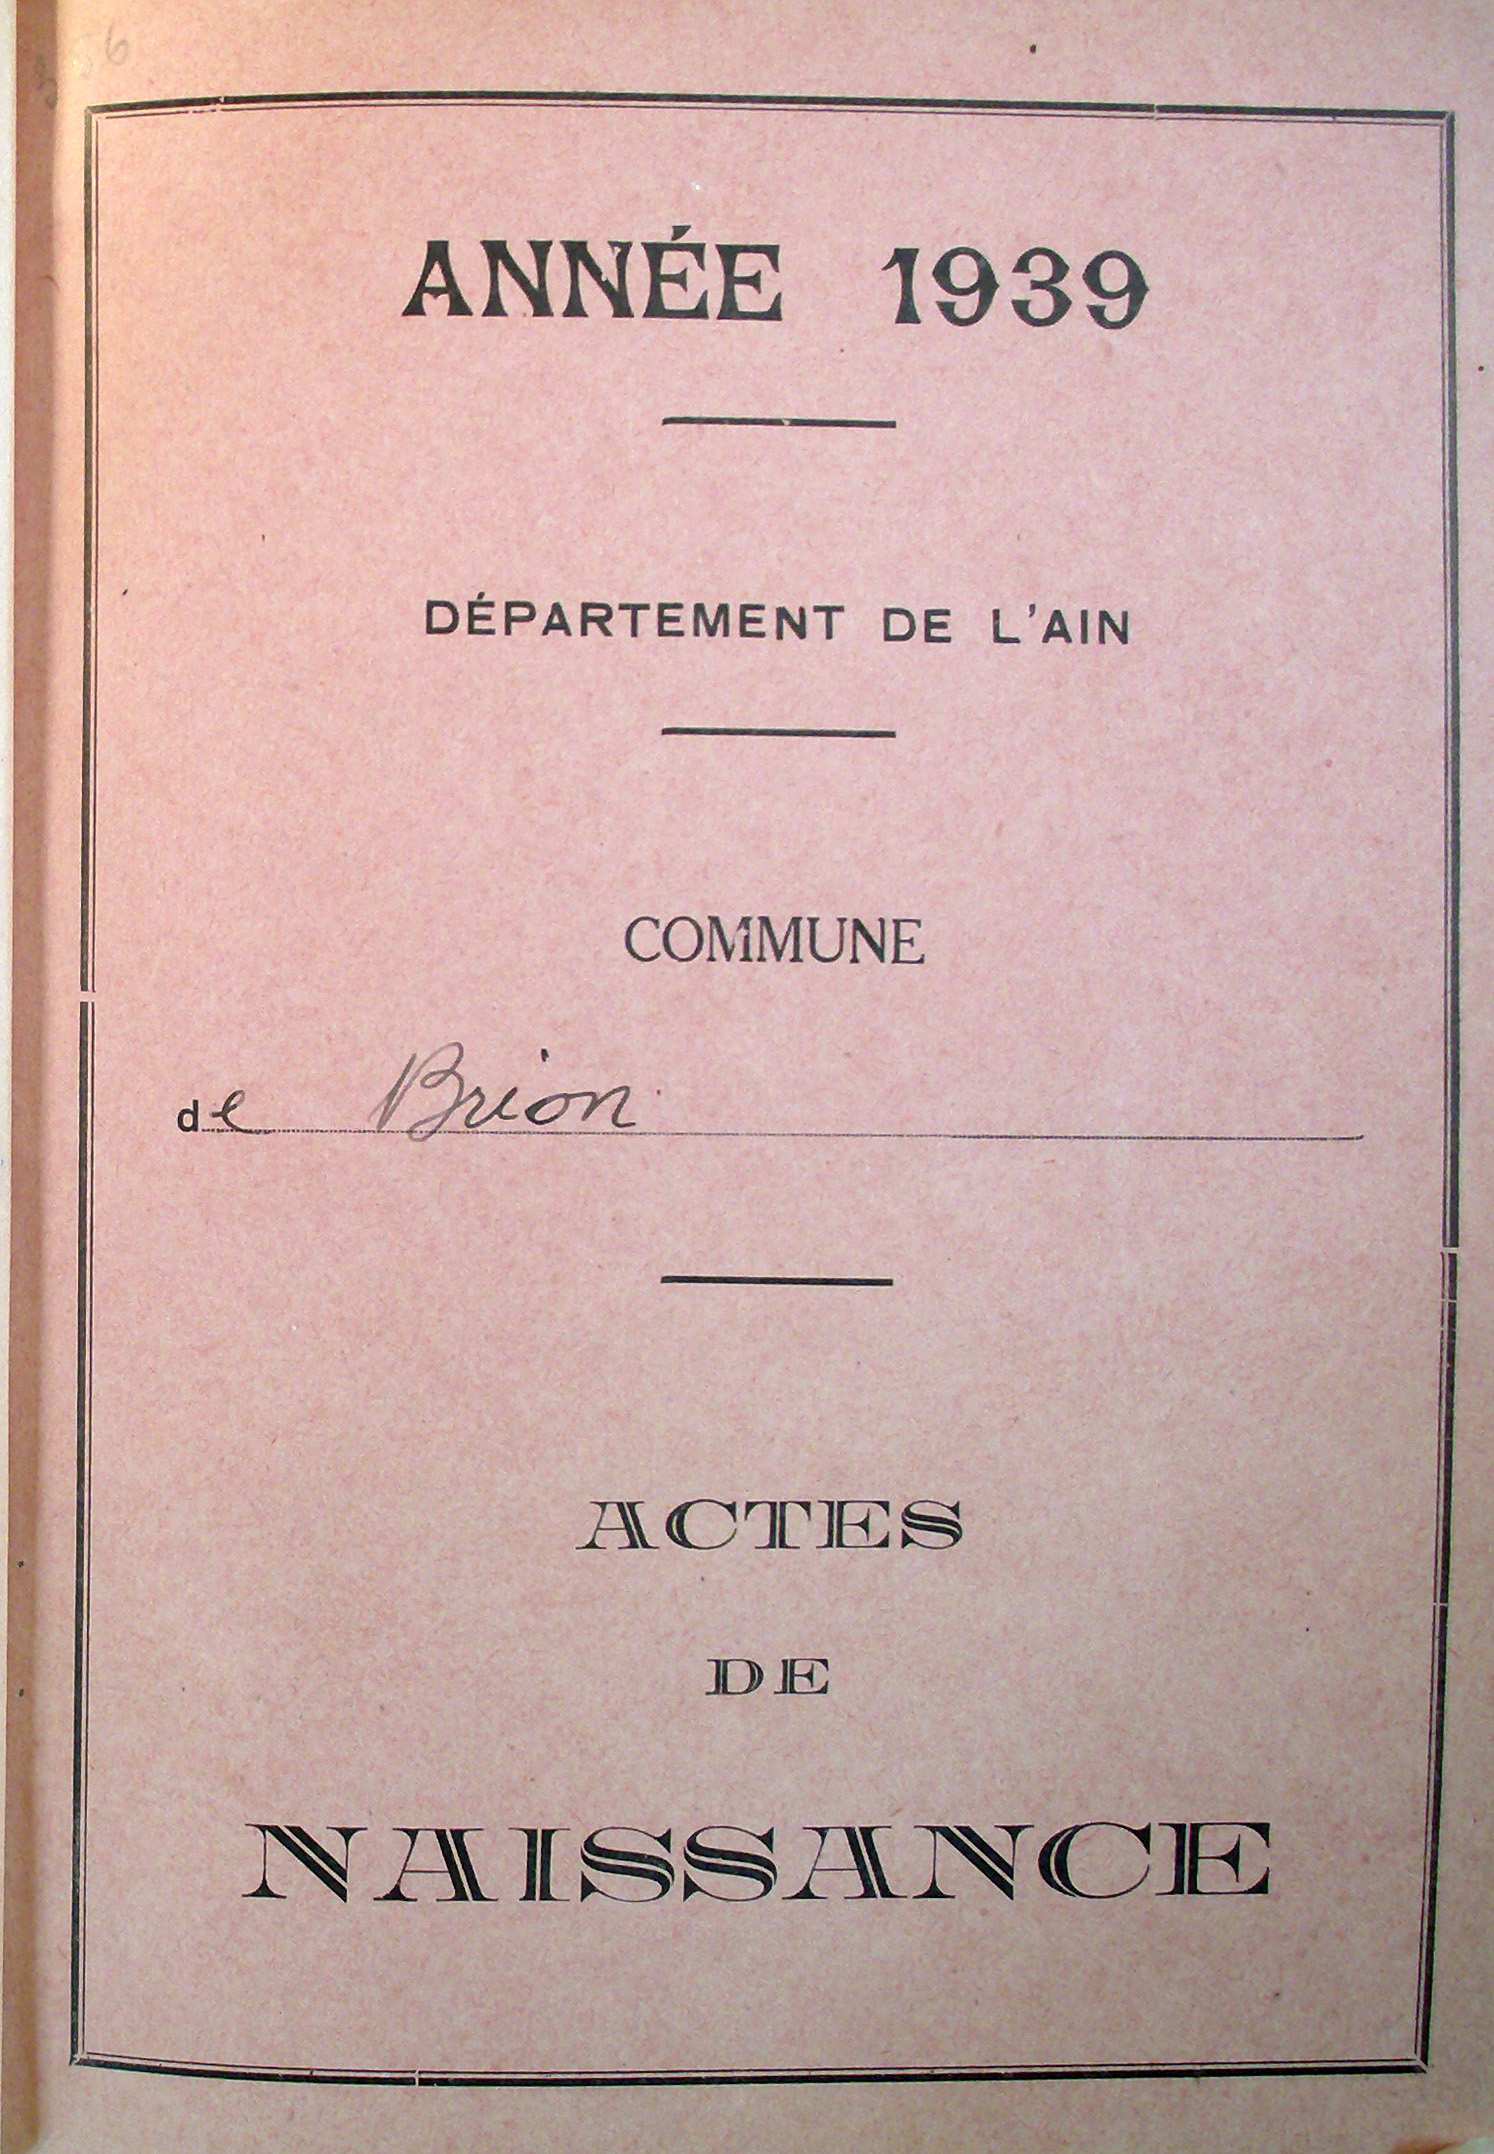 ANNÉE 1939
DÉPARTEMENT DE L'AIN
COMMUNE
de Brion
ACTES
DE
NAISSANCE